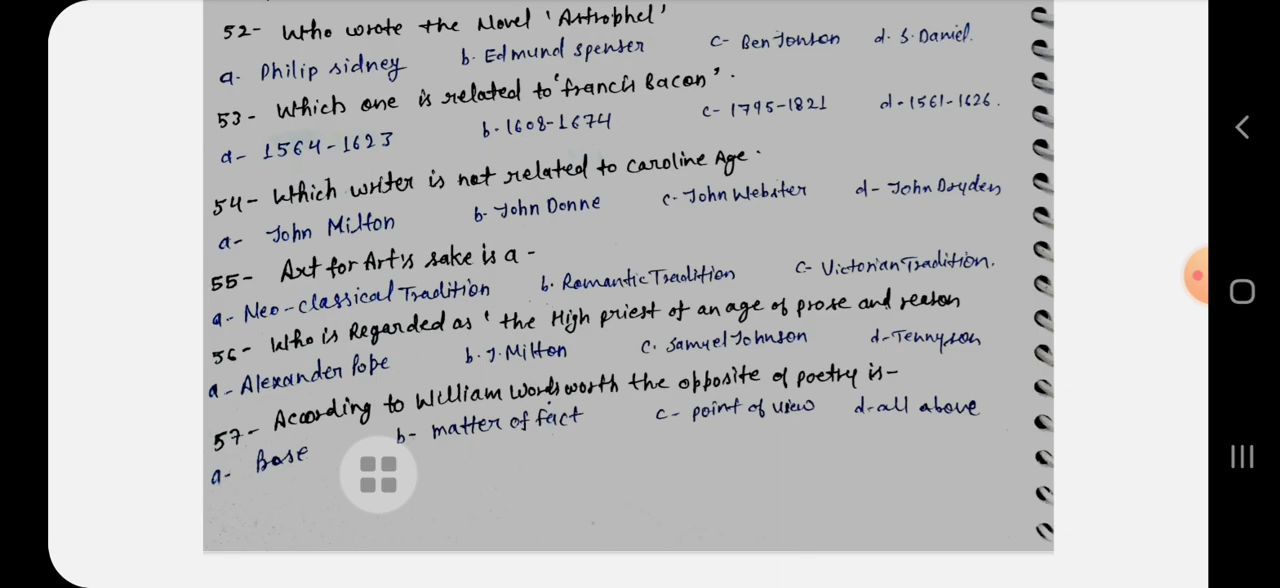 52- Who wrote the Novel 'Astrophel'
a. Philip sidney b. Edmund spenser c- Ben Jonson d. S. Daniel.
53- Which one is related to 'francis Bacon'.
a- 1564-1623 b. 1608-1674 c- 1795-1821 d-1561-1626.
54- Which writer is not related to caroline Age.
a- John Milton b- John Donne c- John Webster d- John Dryden
55- Art for Art's sake is a -
a- Neo-classical Tradition b. Romantic Tradition c- Victorian Tradition.
56- Who is Regarded as 'the High priest of an age of prose and reason
a- Alexander Pope b. J. Milton c. Samuel Johnson d-Tennyson
57- Acording to William Wordsworth the opposite of poetry is-
a- Base b- matter of fact c- point of view d-all above